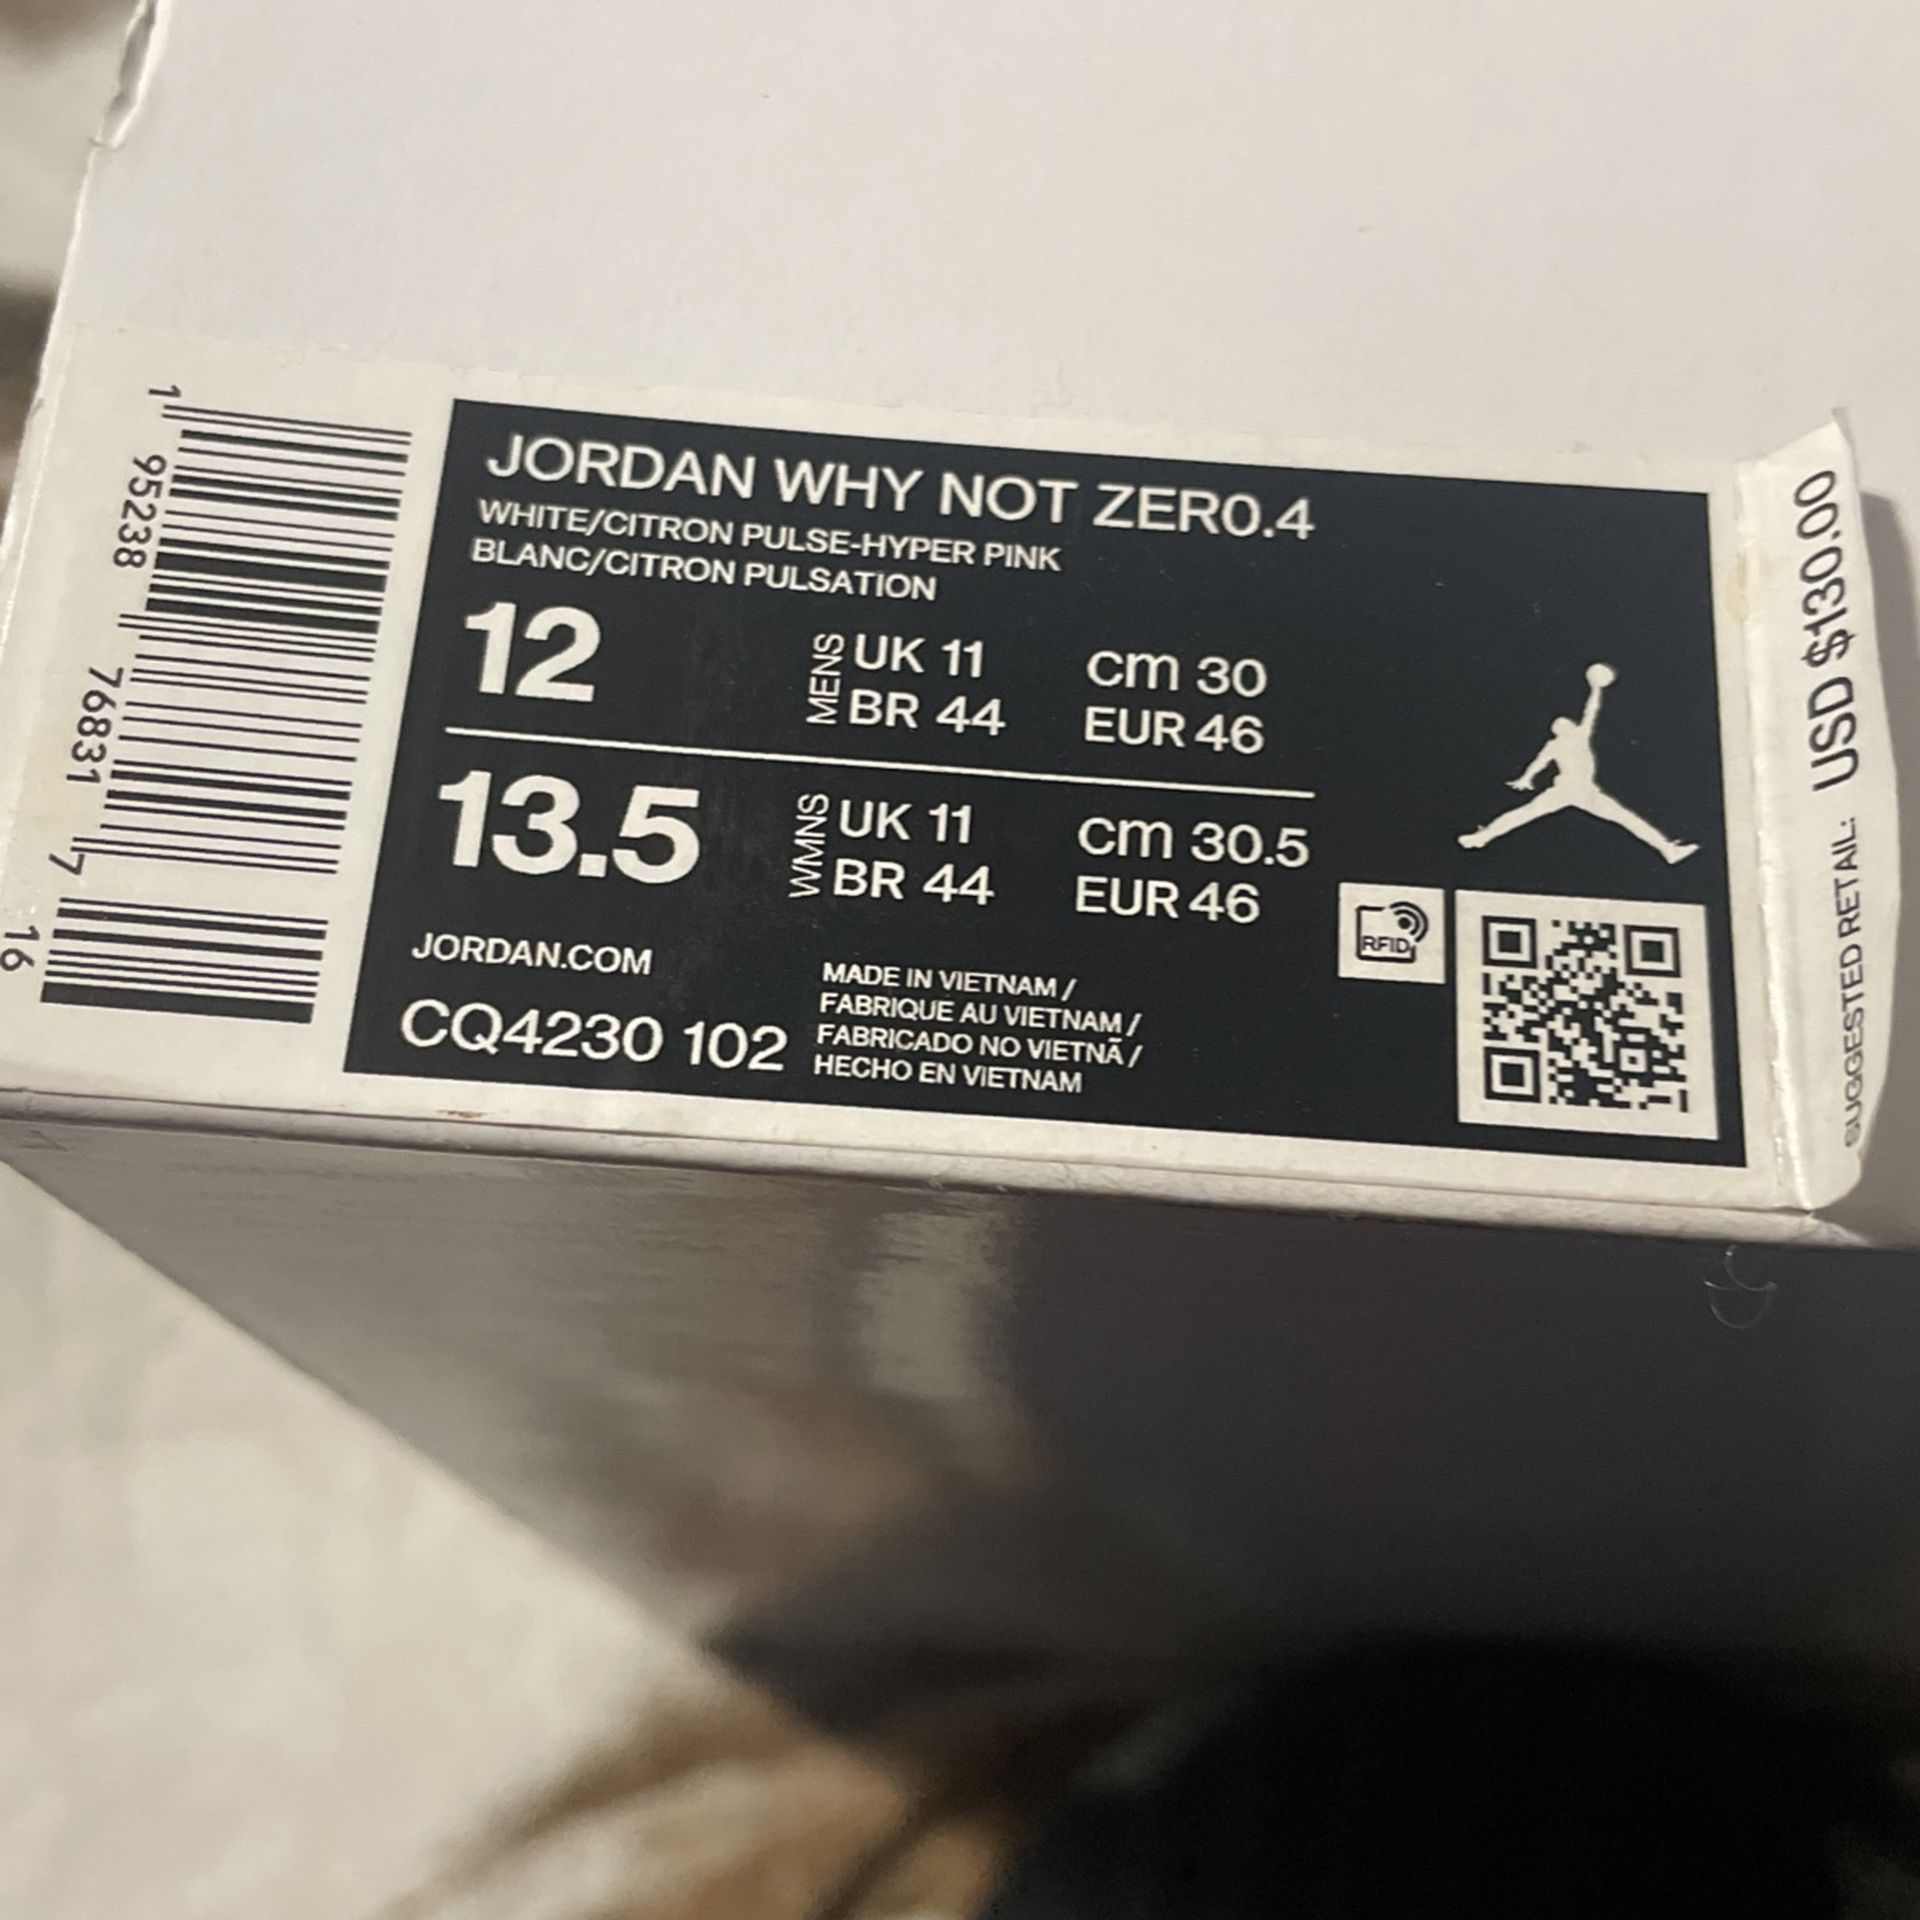 1 95238 76831 7
16
JORDAN WHY NOT ZER0.4
WHITE/CITRON PULSE-HYPER PINK
BLANC/CITRON PULSATION
12
MENS
UK 11
BR 44
cm 30
EUR 46
13.5
WMNS
UK 11
BR 44
cm 30.5
EUR 46
JORDAN.COM
CQ4230 102
MADE IN VIETNAM /
FABRIQUE AU VIETNAM /
FABRICADO NO VIETNÃ /
HECHO EN VIETNAM
RFID
SUGGESTED RETAIL: USD $130.00